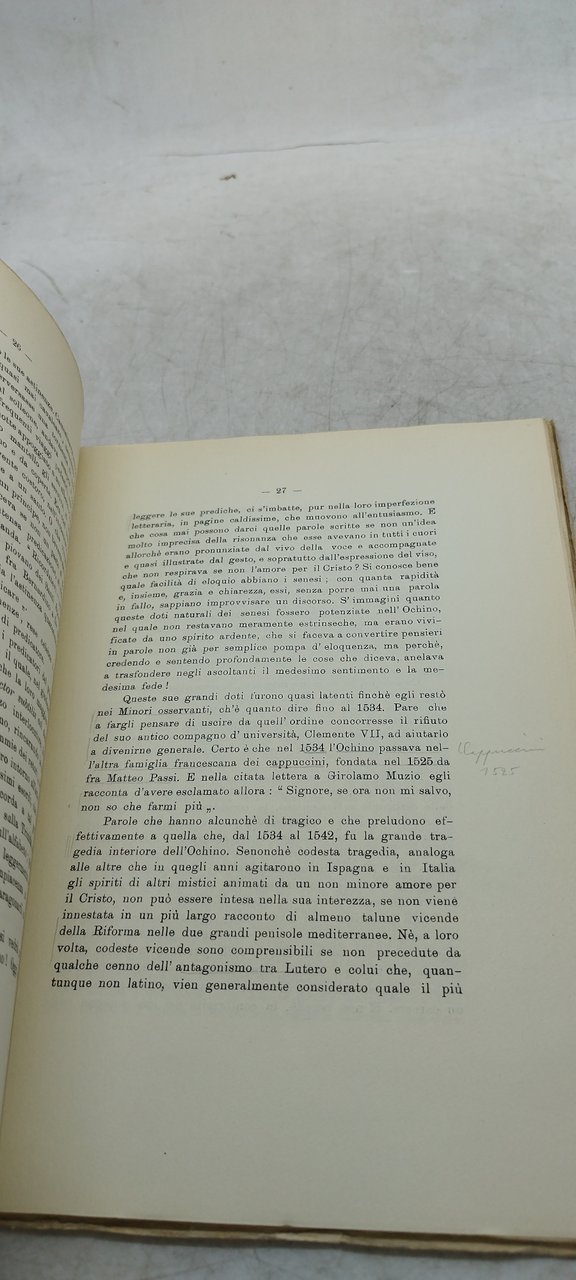 — 26 —
— 27 —
leggere le sue prediche, ci s'imbatte, pur nella loro imperfezione
letteraria, in pagine caldissime, che muovono all'entusiasmo. E
che cosa mai possono darci quelle parole scritte se non un'idea
molto imprecisa della risonanza che esse avevano in tutti i cuori
allorchè erano pronunziate dal vivo della voce e accompagnate
e quasi illustrate dal gesto, e sopratutto dall'espressione del viso,
che non respirava se non l'amore per il Cristo? Si conosce bene
quale facilità di eloquio abbiano i senesi; con quanta rapidità
e, insieme, grazia e chiarezza, essi, senza porre mai una parola
in fallo, sappiano improvvisare un discorso. S'immagini quanto
queste doti naturali dei senesi fossero potenziate nell'Ochino,
nel quale non restavano meramente estrinseche, ma erano vivi-
ficate da uno spirito ardente, che si faceva a convertire pensieri
in parole non già per semplice pompa d'eloquenza, ma perchè,
credendo e sentendo profondamente le cose che diceva, anelava
a trasfondere negli ascoltanti il medesimo sentimento e la me-
desima fede!
Queste sue grandi doti furono quasi latenti finchè egli restò
nei Minori osservanti, ch'è quanto dire fino al 1534. Pare che
a fargli pensare di uscire da quell'ordine concorresse il rifiuto
del suo antico compagno d'università, Clemente VII, ad aiutarlo
a divenirne generale. Certo è che nel 1534 l'Ochino passava nel-
l'altra famiglia francescana dei cappuccini, fondata nel 1525 da
fra Matteo Passi. E nella citata lettera a Girolamo Muzio egli
racconta d'avere esclamato allora: “ Signore, se ora non mi salvo,
non so che farmi più „.
Parole che hanno alcunchè di tragico e che preludono ef-
fettivamente a quella che, dal 1534 al 1542, fu la grande tra-
gedia interiore dell'Ochino. Senonchè codesta tragedia, analoga
alle altre che in quegli anni agitarono in Ispagna e in Italia
gli spiriti di altri mistici animati da un non minore amore per
il Cristo, non può essere intesa nella sua interezza, se non viene
innestata in un più largo racconto di almeno talune vicende
della Riforma nelle due grandi penisole mediterranee. Nè, a loro
volta, codeste vicende sono comprensibili se non precedute da
qualche cenno dell'antagonismo tra Lutero e colui che, quan-
tunque non latino, vien generalmente considerato quale il più
Cappuccini
1525